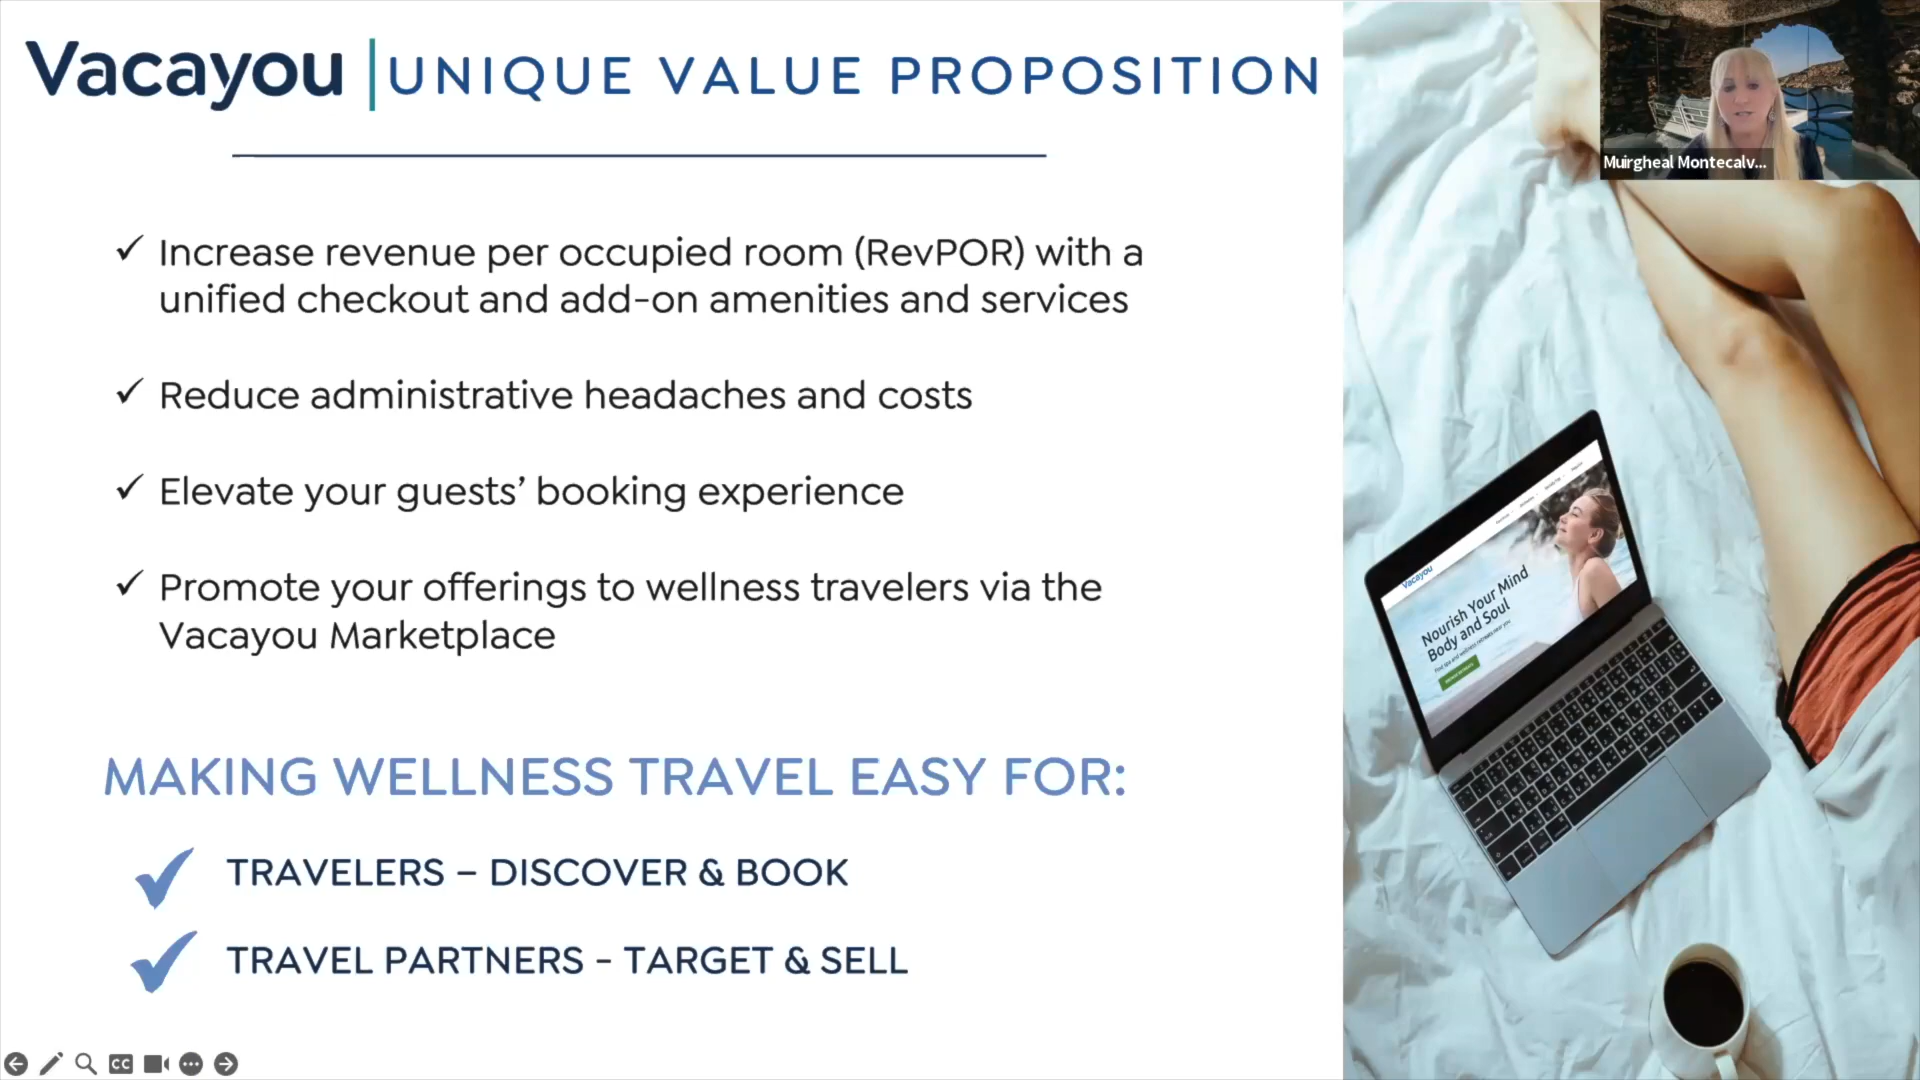 Vacayou | UNIQUE VALUE PROPOSITION
Muirgheal Montecalv...
✓ Increase revenue per occupied room (RevPOR) with a
unified checkout and add-on amenities and services
✓ Reduce administrative headaches and costs
✓ Elevate your guests’ booking experience
✓ Promote your offerings to wellness travelers via the
Vacayou Marketplace
MAKING WELLNESS TRAVEL EASY FOR:
✓ TRAVELERS – DISCOVER & BOOK
✓ TRAVEL PARTNERS - TARGET & SELL
Vacayou
Nourish Your Mind
Body and Soul
CC